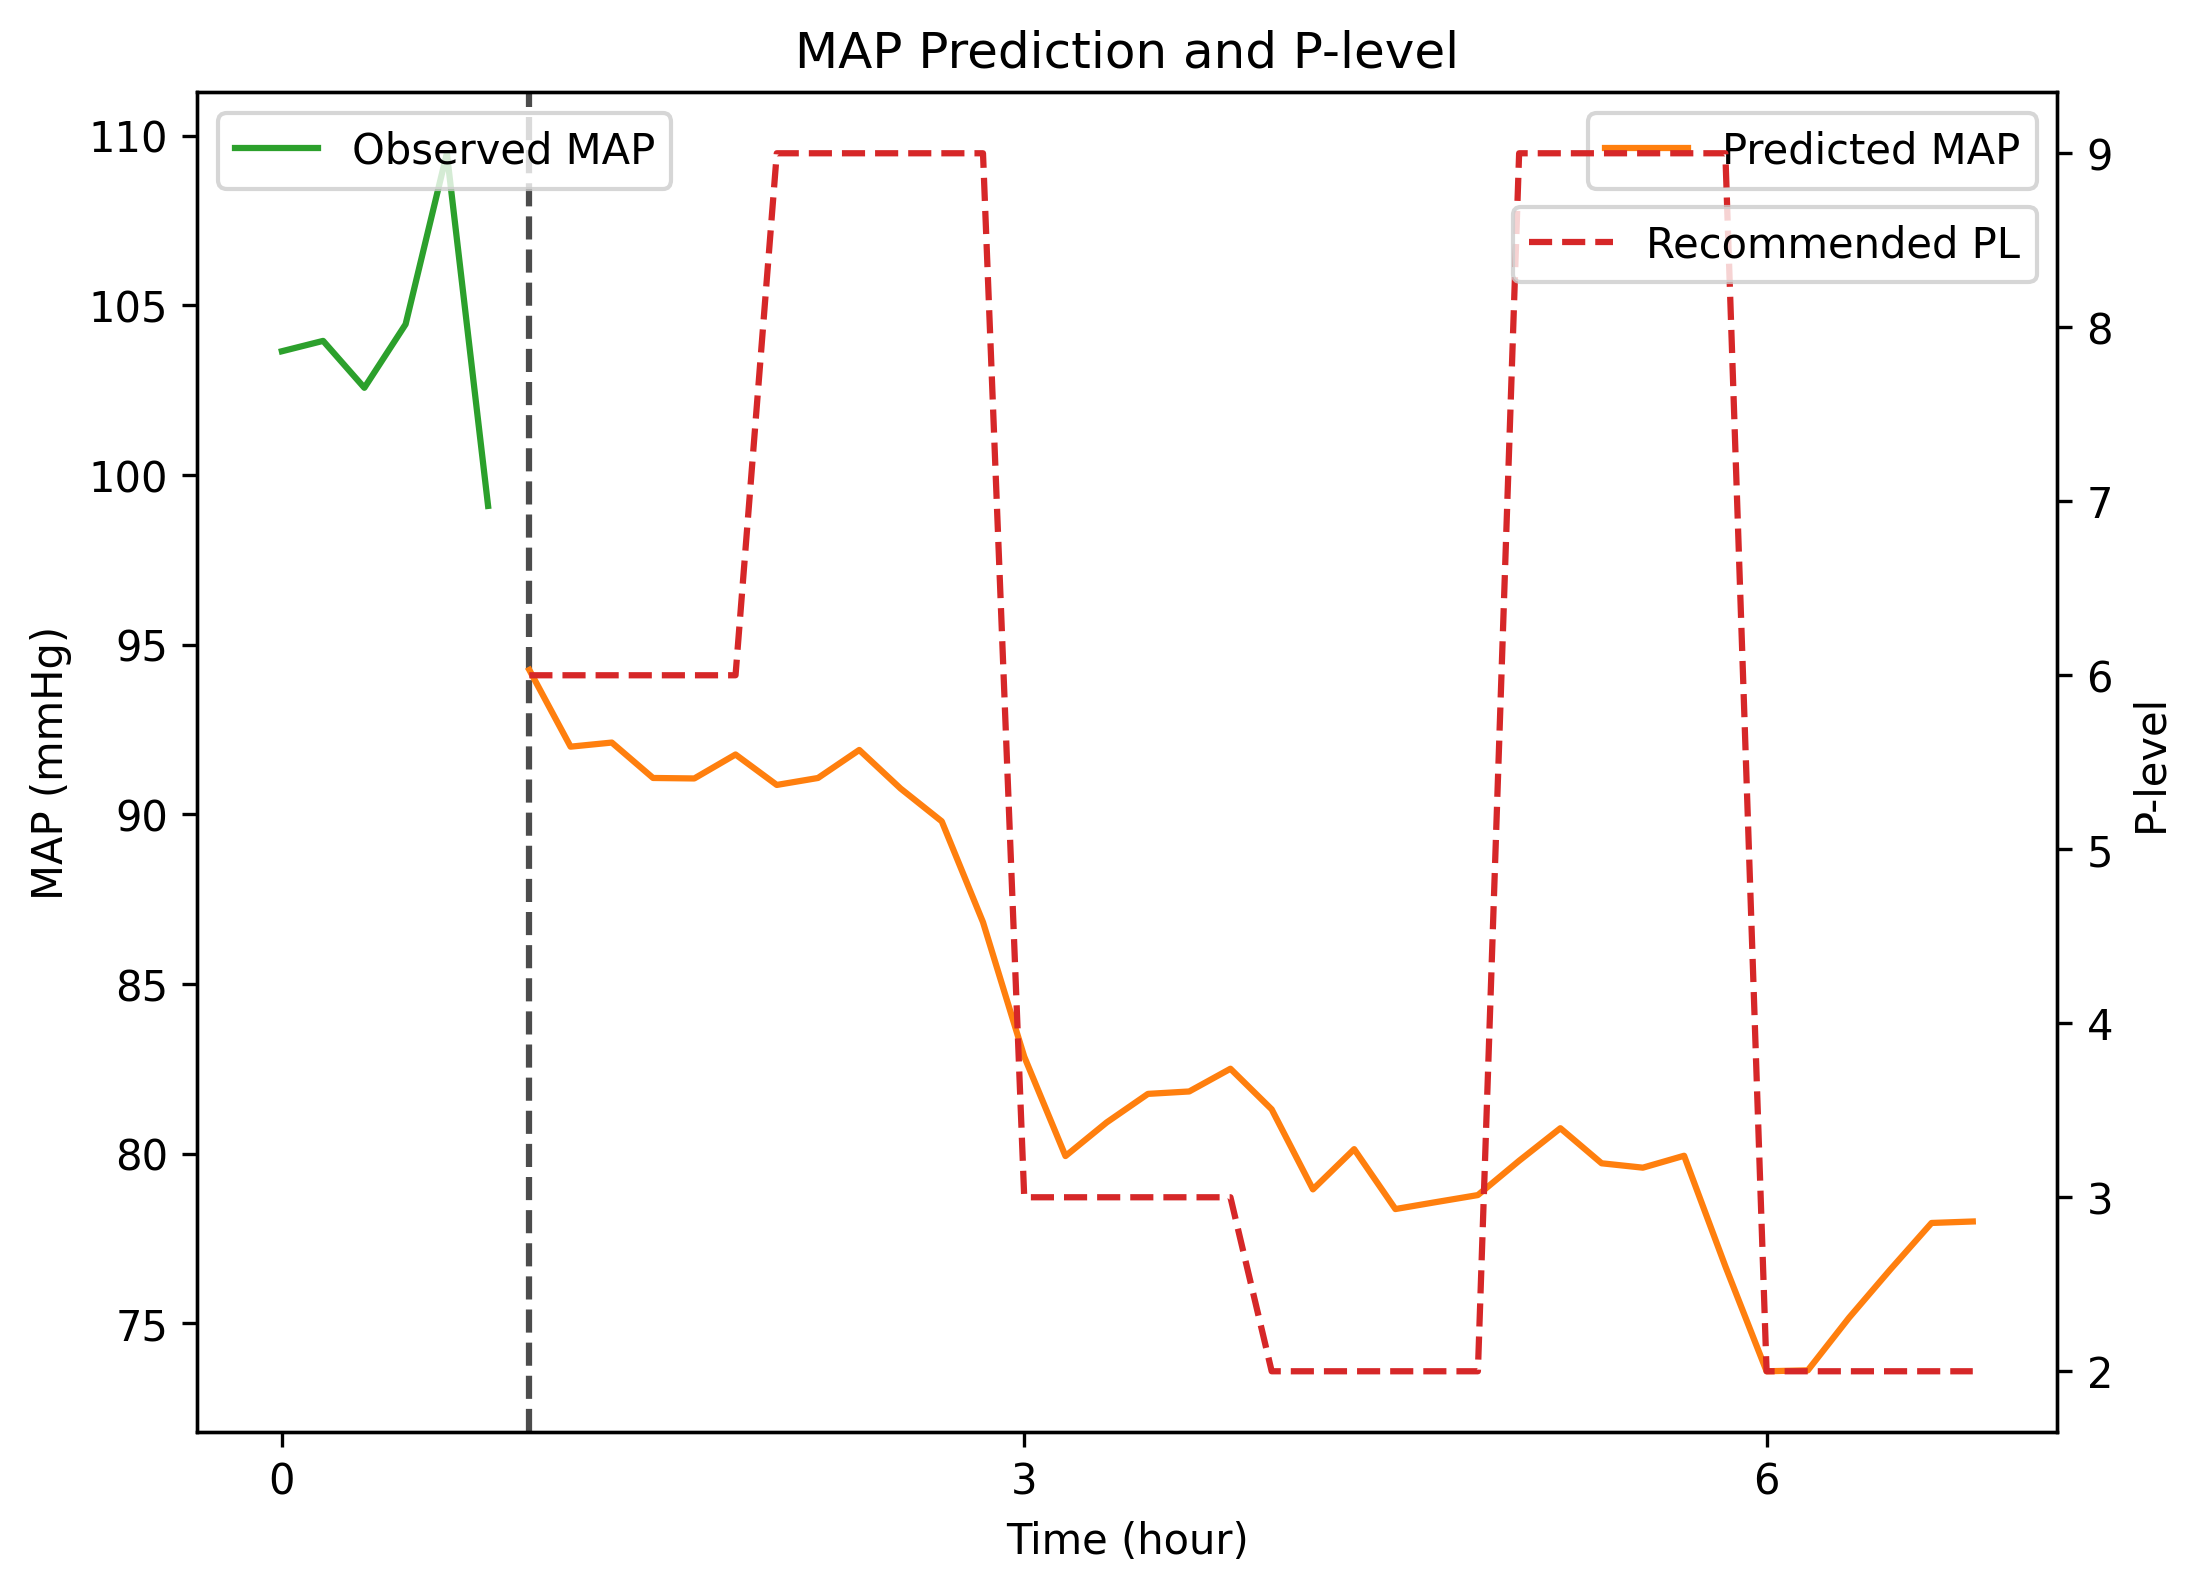 MAP Prediction and P-level
Observed MAP
Predicted MAP
Recommended PL
110
105
100
95
90
85
80
75
MAP (mmHg)
9
8
7
6
5
4
3
2
P-level
0 3 6
Time (hour)